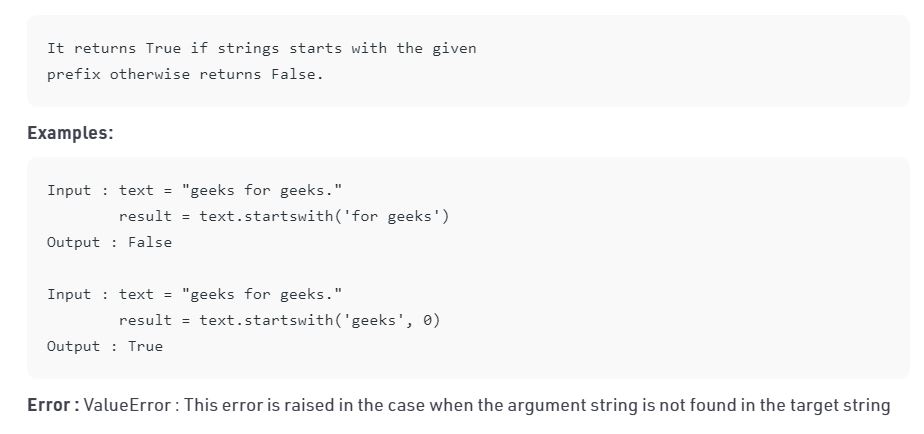 It returns True if strings starts with the given
prefix otherwise returns False.
Examples:
Input : text = "geeks for geeks."
result = text.startswith('for geeks')
Output : False
Input : text = "geeks for geeks."
result = text.startswith('geeks', 0)
Output : True
Error : ValueError : This error is raised in the case when the argument string is not found in the target string